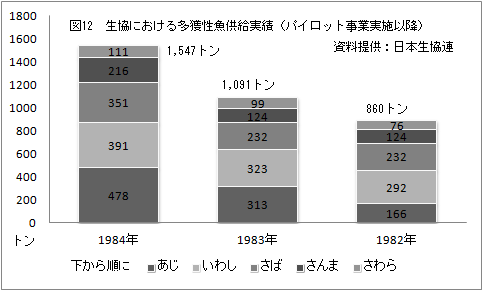 図12　生協における多獲性魚供給実績（パイロット事業実施以降）
資料提供：日本生協連
1800
1600
1400
1200
1000
800
600
400
200
0
トン
1,547トン
111
216
351
391
478
1,091トン
99
124
232
323
313
860トン
76
124
232
292
166
1984年
1983年
1982年
下から順に　あじ　いわし　さば　さんま　さわら